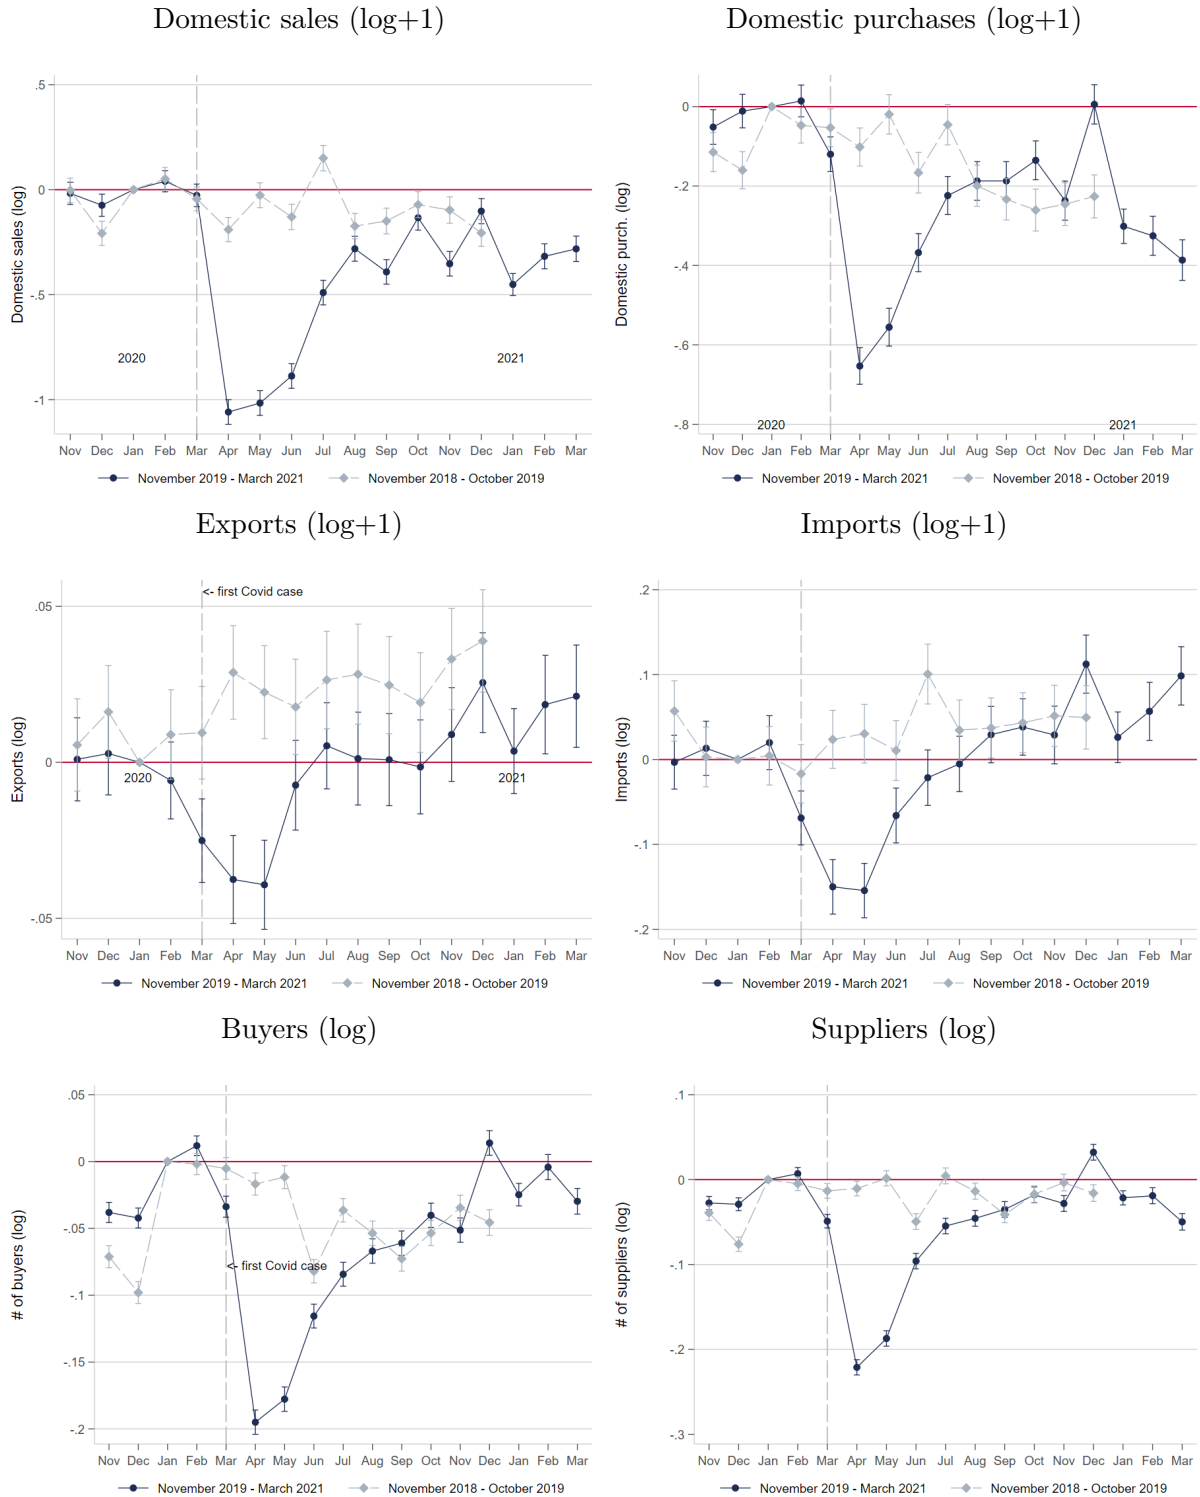 Domestic sales (log+1)
Domestic purchases (log+1)
Domestic sales (log)
.5
0
-.5
-1
2020
2021
Nov Dec Jan Feb Mar Apr May Jun Jul Aug Sep Oct Nov Dec Jan Feb Mar
November 2019 - March 2021 November 2018 - October 2019
Domestic purch. (log)
0
-.2
-.4
-.6
-.8
2020
2021
Nov Dec Jan Feb Mar Apr May Jun Jul Aug Sep Oct Nov Dec Jan Feb Mar
November 2019 - March 2021 November 2018 - October 2019
Exports (log+1)
Imports (log+1)
Exports (log)
<- first Covid case
.05
0
-.05
2020
2021
Nov Dec Jan Feb Mar Apr May Jun Jul Aug Sep Oct Nov Dec Jan Feb Mar
November 2019 - March 2021 November 2018 - October 2019
Imports (log)
.2
.1
0
-.1
-.2
Nov Dec Jan Feb Mar Apr May Jun Jul Aug Sep Oct Nov Dec Jan Feb Mar
November 2019 - March 2021 November 2018 - October 2019
Buyers (log)
Suppliers (log)
# of buyers (log)
.05
0
-.05
<- first Covid case
-.1
-.15
-.2
Nov Dec Jan Feb Mar Apr May Jun Jul Aug Sep Oct Nov Dec Jan Feb Mar
November 2019 - March 2021 November 2018 - October 2019
# of suppliers (log)
.1
0
-.1
-.2
-.3
Nov Dec Jan Feb Mar Apr May Jun Jul Aug Sep Oct Nov Dec Jan Feb Mar
November 2019 - March 2021 November 2018 - October 2019